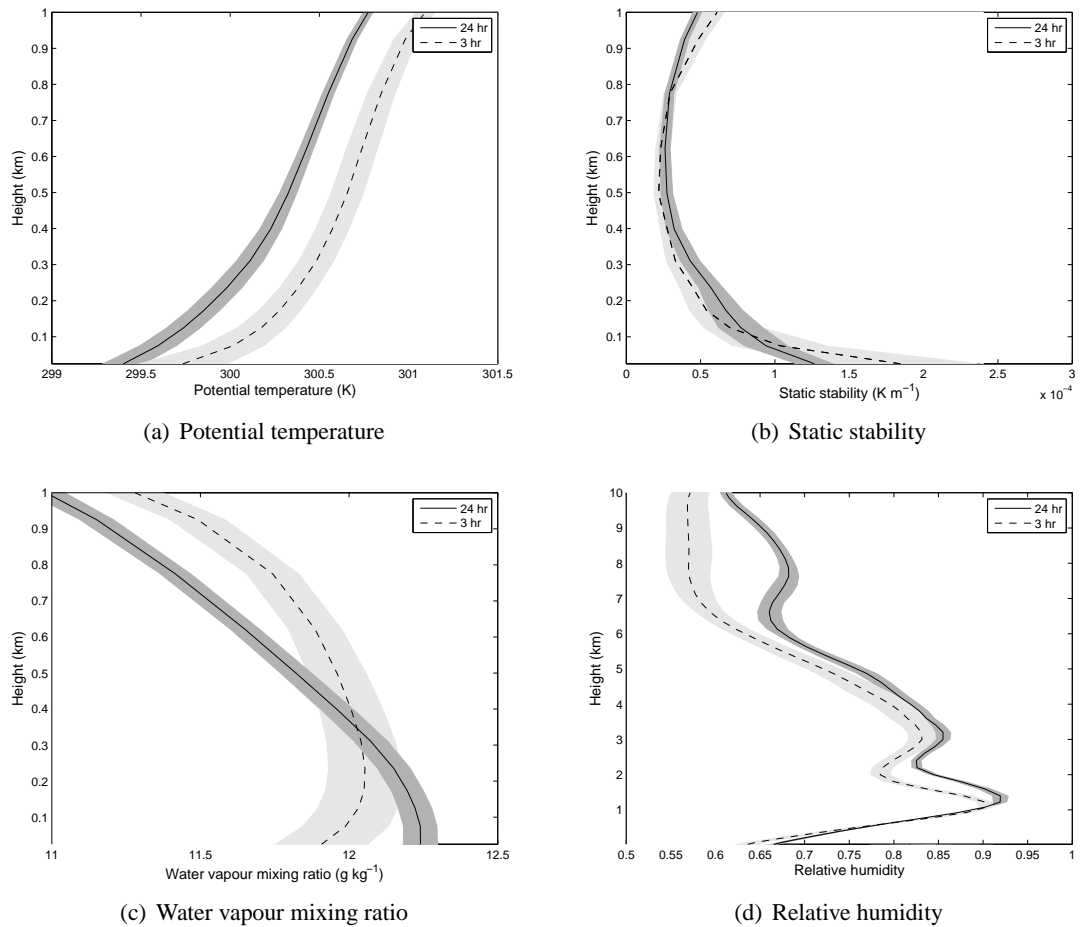 1
0.9
0.8
0.7
0.6
0.5
0.4
0.3
0.2
0.1
Height (km)
299 299.5 300 300.5 301 301.5
Potential temperature (K)
24 hr
3 hr
(a) Potential temperature
1
0.9
0.8
0.7
0.6
0.5
0.4
0.3
0.2
0.1
Height (km)
0 0.5 1 1.5 2 2.5 3
x 10⁻⁴
Static stability (K m⁻¹)
24 hr
3 hr
(b) Static stability
1
0.9
0.8
0.7
0.6
0.5
0.4
0.3
0.2
0.1
Height (km)
11 11.5 12 12.5
Water vapour mixing ratio (g kg⁻¹)
24 hr
3 hr
(c) Water vapour mixing ratio
10
9
8
7
6
5
4
3
2
1
Height (km)
0.5 0.55 0.6 0.65 0.7 0.75 0.8 0.85 0.9 0.95 1
Relative humidity
24 hr
3 hr
(d) Relative humidity